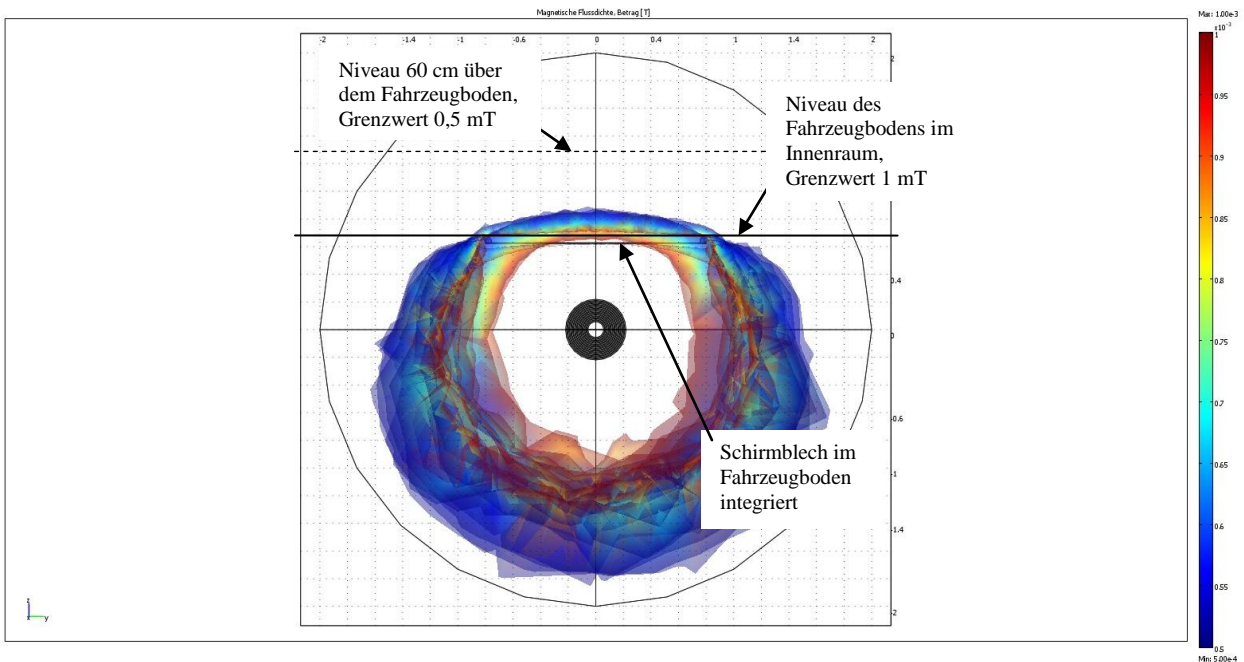 Magnetische Flussdichte, Betrag [T]
Max: 1.00e-3
×10⁻³
-2 -1.4 -0.6 0 0.4 1 1.4 2
Niveau 60 cm über
dem Fahrzeugboden,
Grenzwert 0,5 mT
Niveau des
Fahrzeugbodens im
Innenraum,
Grenzwert 1 mT
Schirmblech im
Fahrzeugboden
integriert
2
0.4
0
-0.6
-1
-1.4
-2
1
0.95
0.9
0.85
0.8
0.75
0.7
0.65
0.6
0.55
0.5
Min: 5.00e-4
z
x y